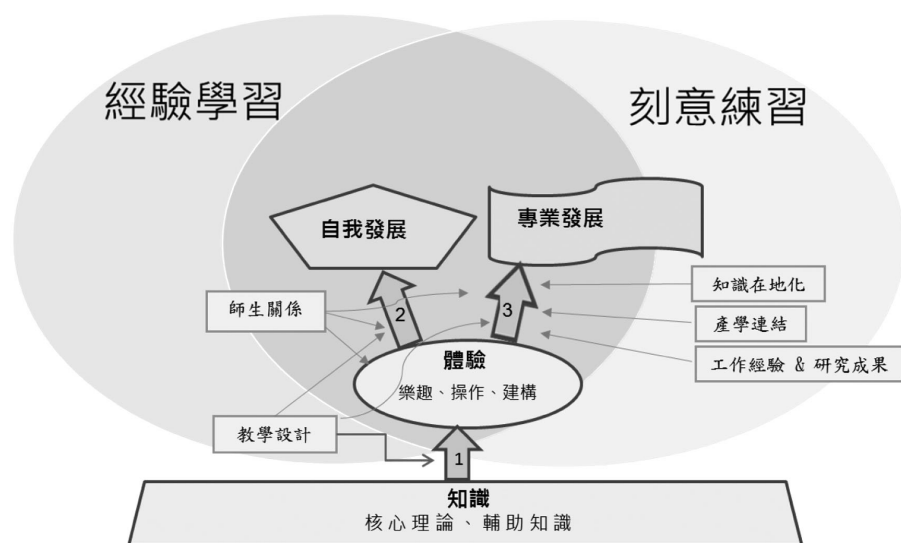 經驗學習
刻意練習
自我發展
專業發展
師生關係
2
3
知識在地化
產學連結
工作經驗 & 研究成果
體驗
樂趣、操作、建構
教學設計
1
知識
核心理論、輔助知識